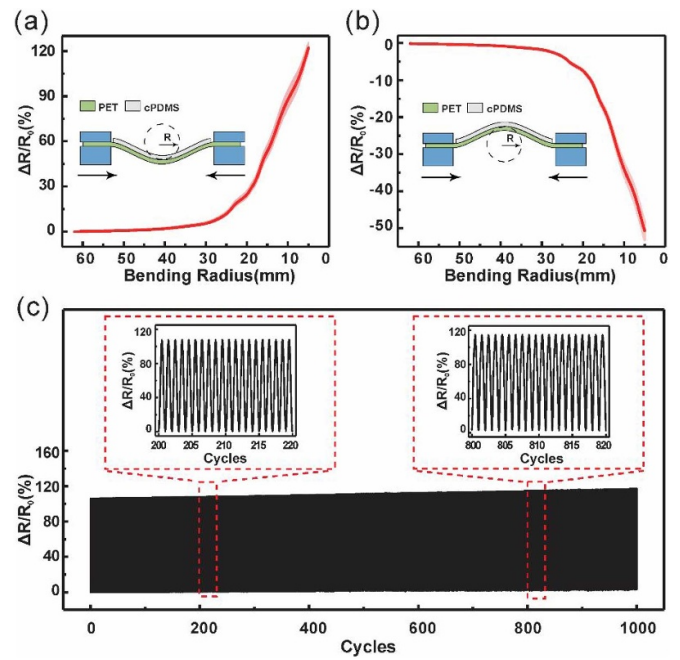 (a)
120
90
60
30
0
ΔR/R₀(%)
PET cPDMS
R
60 50 40 30 20 10 0
Bending Radius(mm)
(b)
0
-10
-20
-30
-40
-50
ΔR/R₀(%)
PET cPDMS
R
60 50 40 30 20 10 0
Bending Radius(mm)
(c)
120
80
40
0
ΔR/R₀(%)
200 205 210 215 220
Cycles
120
80
40
0
ΔR/R₀(%)
800 805 810 815 820
Cycles
160
120
80
40
0
ΔR/R₀(%)
0 200 400 600 800 1000
Cycles